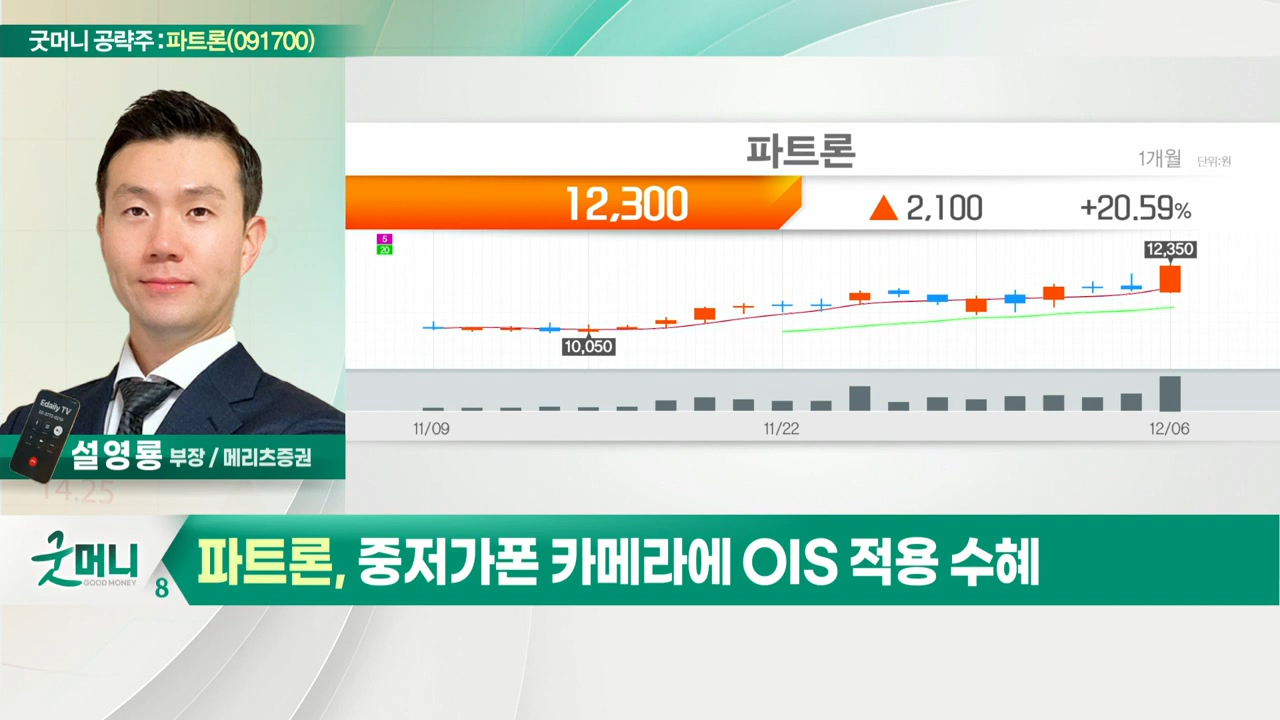 굿머니 공략주 : 파트론(091700)
파트론
1개월 단위:원
12,300 ▲ 2,100 +20.59%
5
20
12,350
10,050
11/09 11/22 12/06
Edaily TV
설영룡 부장 / 메리츠증권
14.25
굿머니
GOOD MONEY
8
파트론, 중저가폰 카메라에 OIS 적용 수혜